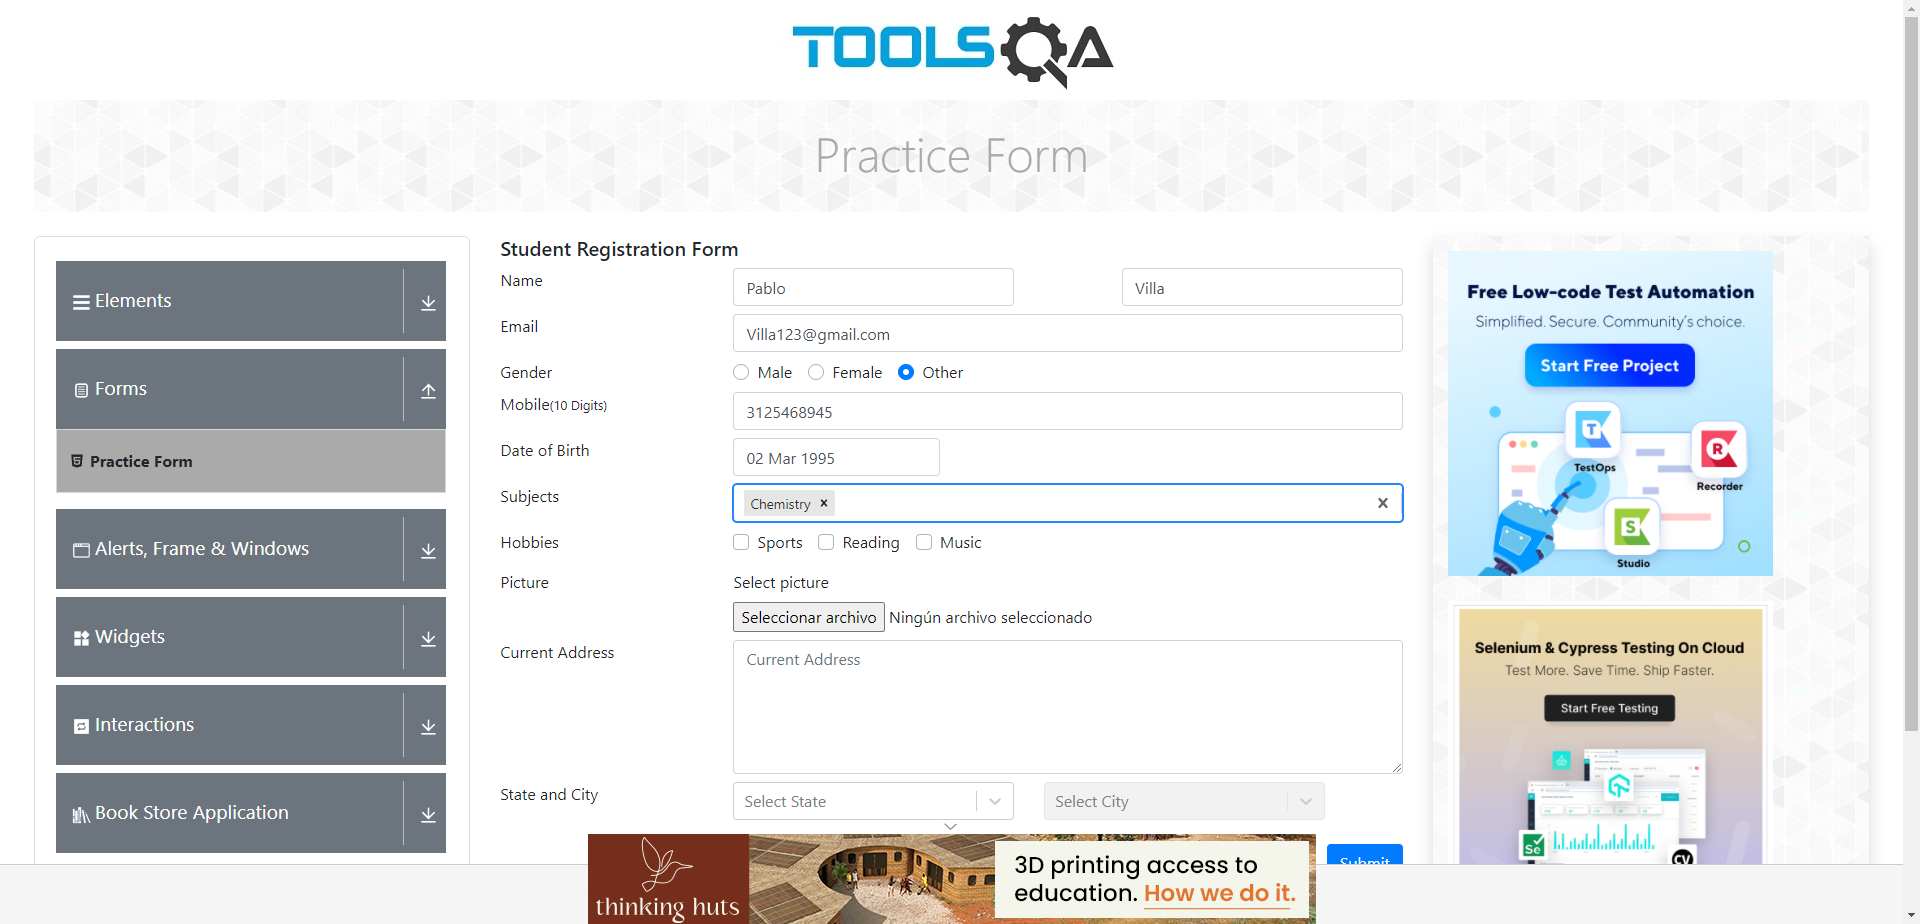 TOOLSQA
Practice Form
Elements
Forms
Practice Form
Alerts, Frame & Windows
Widgets
Interactions
Book Store Application
Student Registration Form
Name
Pablo
Villa
Email
Villa123@gmail.com
Gender
Male
Female
Other
Mobile(10 Digits)
3125468945
Date of Birth
02 Mar 1995
Subjects
Chemistry
Hobbies
Sports
Reading
Music
Picture
Select picture
Seleccionar archivo
Ningún archivo seleccionado
Current Address
Current Address
State and City
Select State
Select City
Submit
Free Low-code Test Automation
Simplified. Secure. Community's choice.
Start Free Project
T
TestOps
R
Recorder
S
Studio
Selenium & Cypress Testing On Cloud
Test More. Save Time. Ship Faster.
Start Free Testing
Se
CV
thinking huts
3D printing access to
education. How we do it.